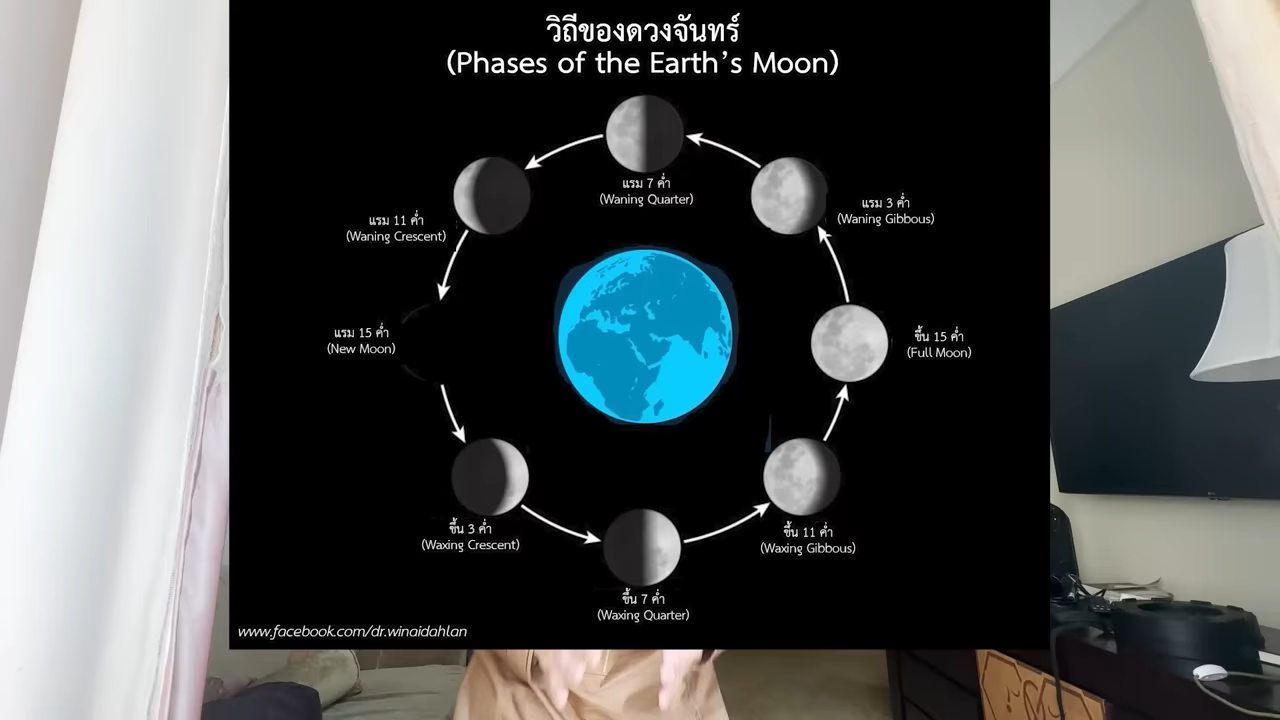 วิถีของดวงจันทร์
(Phases of the Earth's Moon)
แรม 7 ค่ำ
(Waning Quarter)
แรม 3 ค่ำ
(Waning Gibbous)
แรม 11 ค่ำ
(Waning Crescent)
แรม 15 ค่ำ
(New Moon)
ขึ้น 15 ค่ำ
(Full Moon)
ขึ้น 3 ค่ำ
(Waxing Crescent)
ขึ้น 11 ค่ำ
(Waxing Gibbous)
ขึ้น 7 ค่ำ
(Waxing Quarter)
www.facebook.com/dr.winaidahlan